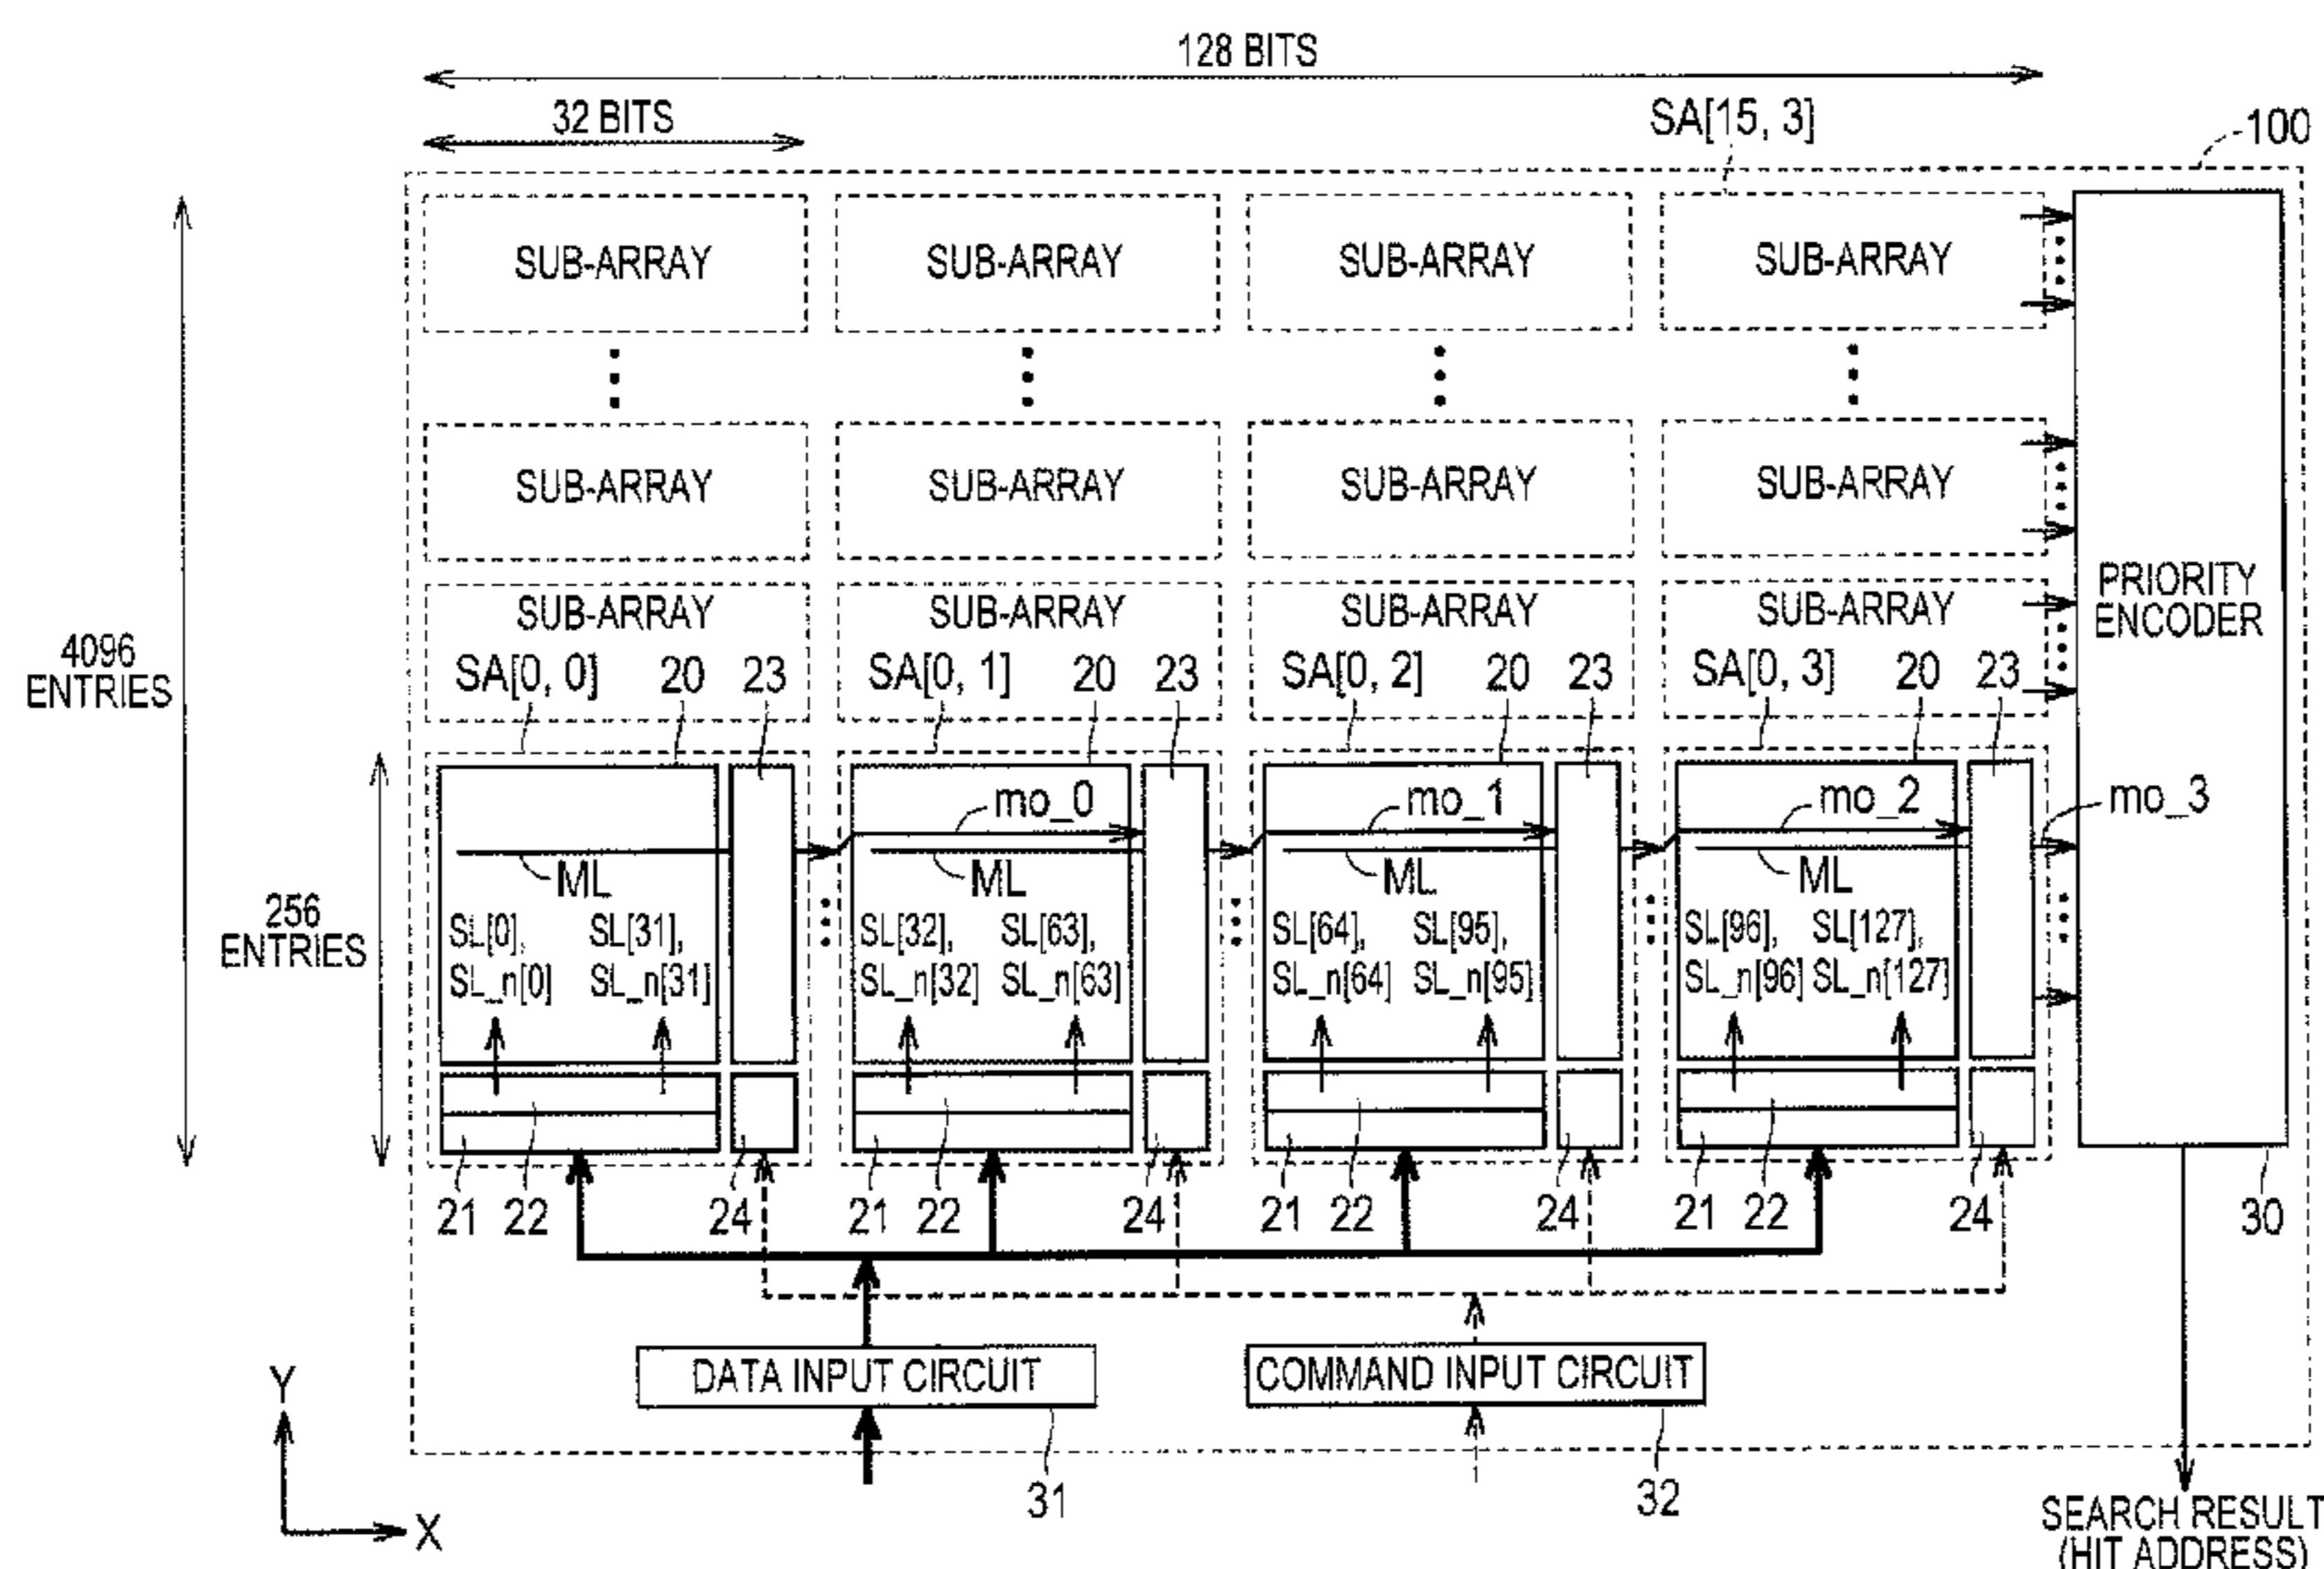 128 BITS
32 BITS
SA[15, 3]
100
SUB-ARRAY SUB-ARRAY SUB-ARRAY SUB-ARRAY
SUB-ARRAY SUB-ARRAY SUB-ARRAY SUB-ARRAY
PRIORITY
ENCODER
SUB-ARRAY SUB-ARRAY SUB-ARRAY SUB-ARRAY
4096
ENTRIES
SA[0, 0] 20 23 SA[0, 1] 20 23 SA[0, 2] 20 23 SA[0, 3] 20 23
mo_0 mo_1 mo_2 mo_3
ML ML ML ML
256
ENTRIES
SL[0], SL[31], SL[32], SL[63], SL[64], SL[95], SL[96], SL[127],
SL_n[0] SL_n[31] SL_n[32] SL_n[63] SL_n[64] SL_n[95] SL_n[96] SL_n[127]
21 22 24 21 22 24 21 22 24 21 22 24 30
DATA INPUT CIRCUIT COMMAND INPUT CIRCUIT
31 32
Y
X
SEARCH RESULT
(HIT ADDRESS)